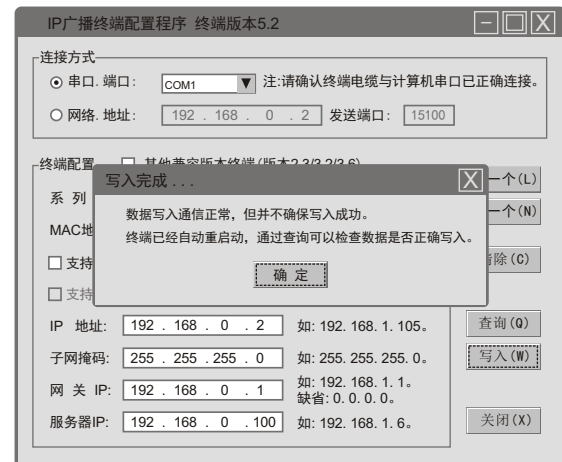 IP广播终端配置程序 终端版本5.2
连接方式
串口. 端口: COM1 注:请确认终端电缆与计算机串口已正确连接。
网络. 地址: 192 . 168 . 0 . 2 发送端口: 15100
终端配置 其他兼容版本终端(版本2.3/3.2/3.6)
写入完成 . . .
一个(L)
系 列
数据写入通信正常，但并不确保写入成功。
一个(N)
MAC地
终端已经自动重启动，通过查询可以检查数据是否正确写入。
支持
除(C)
确 定
支持
IP 地址: 192 . 168 . 0 . 2 如: 192. 168. 1. 105。
查询(Q)
子网掩码: 255 . 255 . 255 . 0 如: 255. 255. 255. 0。
写入(W)
网 关 IP: 192 . 168 . 0 . 1 如: 192. 168. 1. 1。
缺省: 0. 0. 0. 0。
服务器IP: 192 . 168 . 0 . 100 如: 192. 168. 1. 6。
关闭(X)